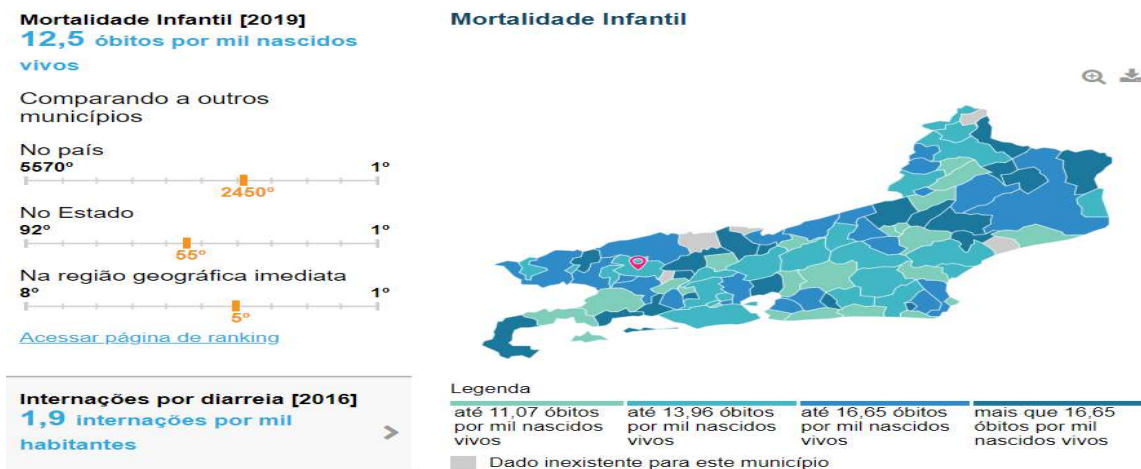 Mortalidade Infantil [2019]
12,5 óbitos por mil nascidos
vivos
Comparando a outros
municípios
No país
5570º 1º
2450º
No Estado
92º 1º
55º
Na região geográfica imediata
8º 1º
5º
Acessar página de ranking
Internações por diarreia [2016]
1,9 internações por mil
habitantes
Mortalidade Infantil
Legenda
até 11,07 óbitos
por mil nascidos
vivos
até 13,96 óbitos
por mil nascidos
vivos
até 16,65 óbitos
por mil nascidos
vivos
mais que 16,65
óbitos por mil
nascidos vivos
Dado inexistente para este município